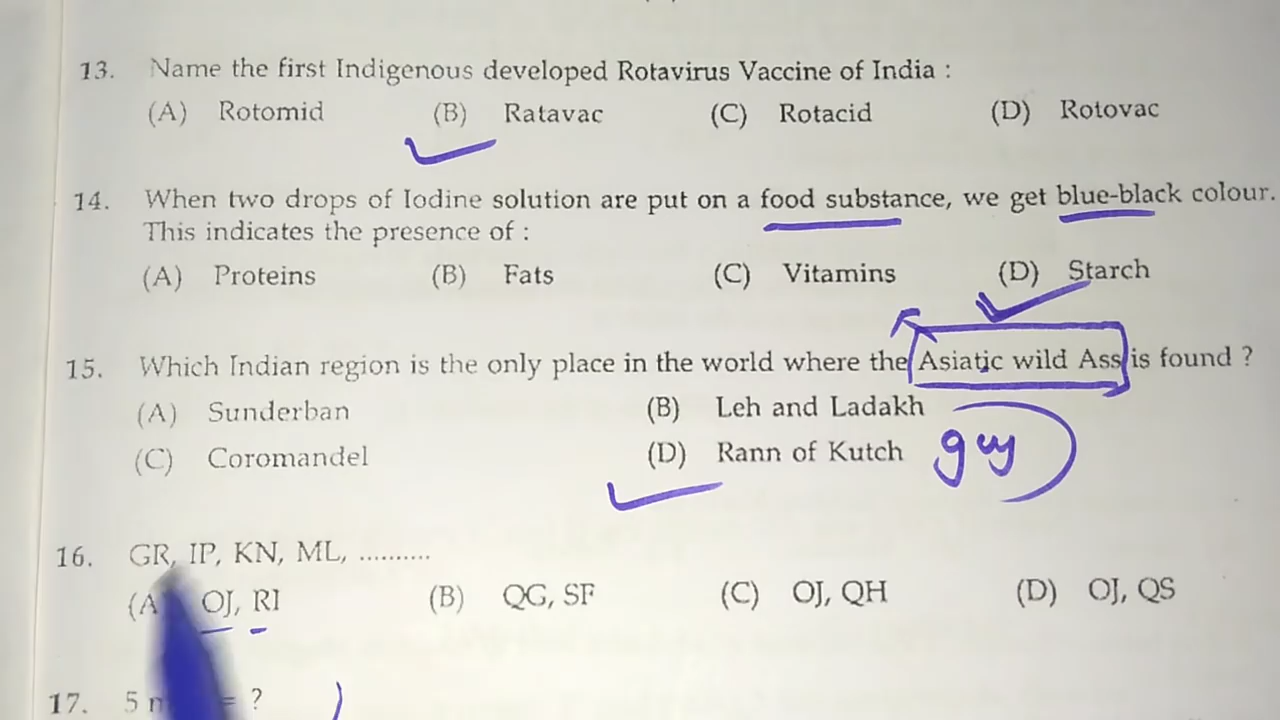 13. Name the first Indigenous developed Rotavirus Vaccine of India :
(A) Rotomid (B) Ratavac (C) Rotacid (D) Rotovac
14. When two drops of Iodine solution are put on a food substance, we get blue-black colour.
This indicates the presence of :
(A) Proteins (B) Fats (C) Vitamins (D) Starch
15. Which Indian region is the only place in the world where the Asiatic wild Ass is found ?
(A) Sunderban (B) Leh and Ladakh
(C) Coromandel (D) Rann of Kutch
16. GR, IP, KN, ML, ..........
(A OJ, RI (B) QG, SF (C) OJ, QH (D) OJ, QS
17. 5 = ?